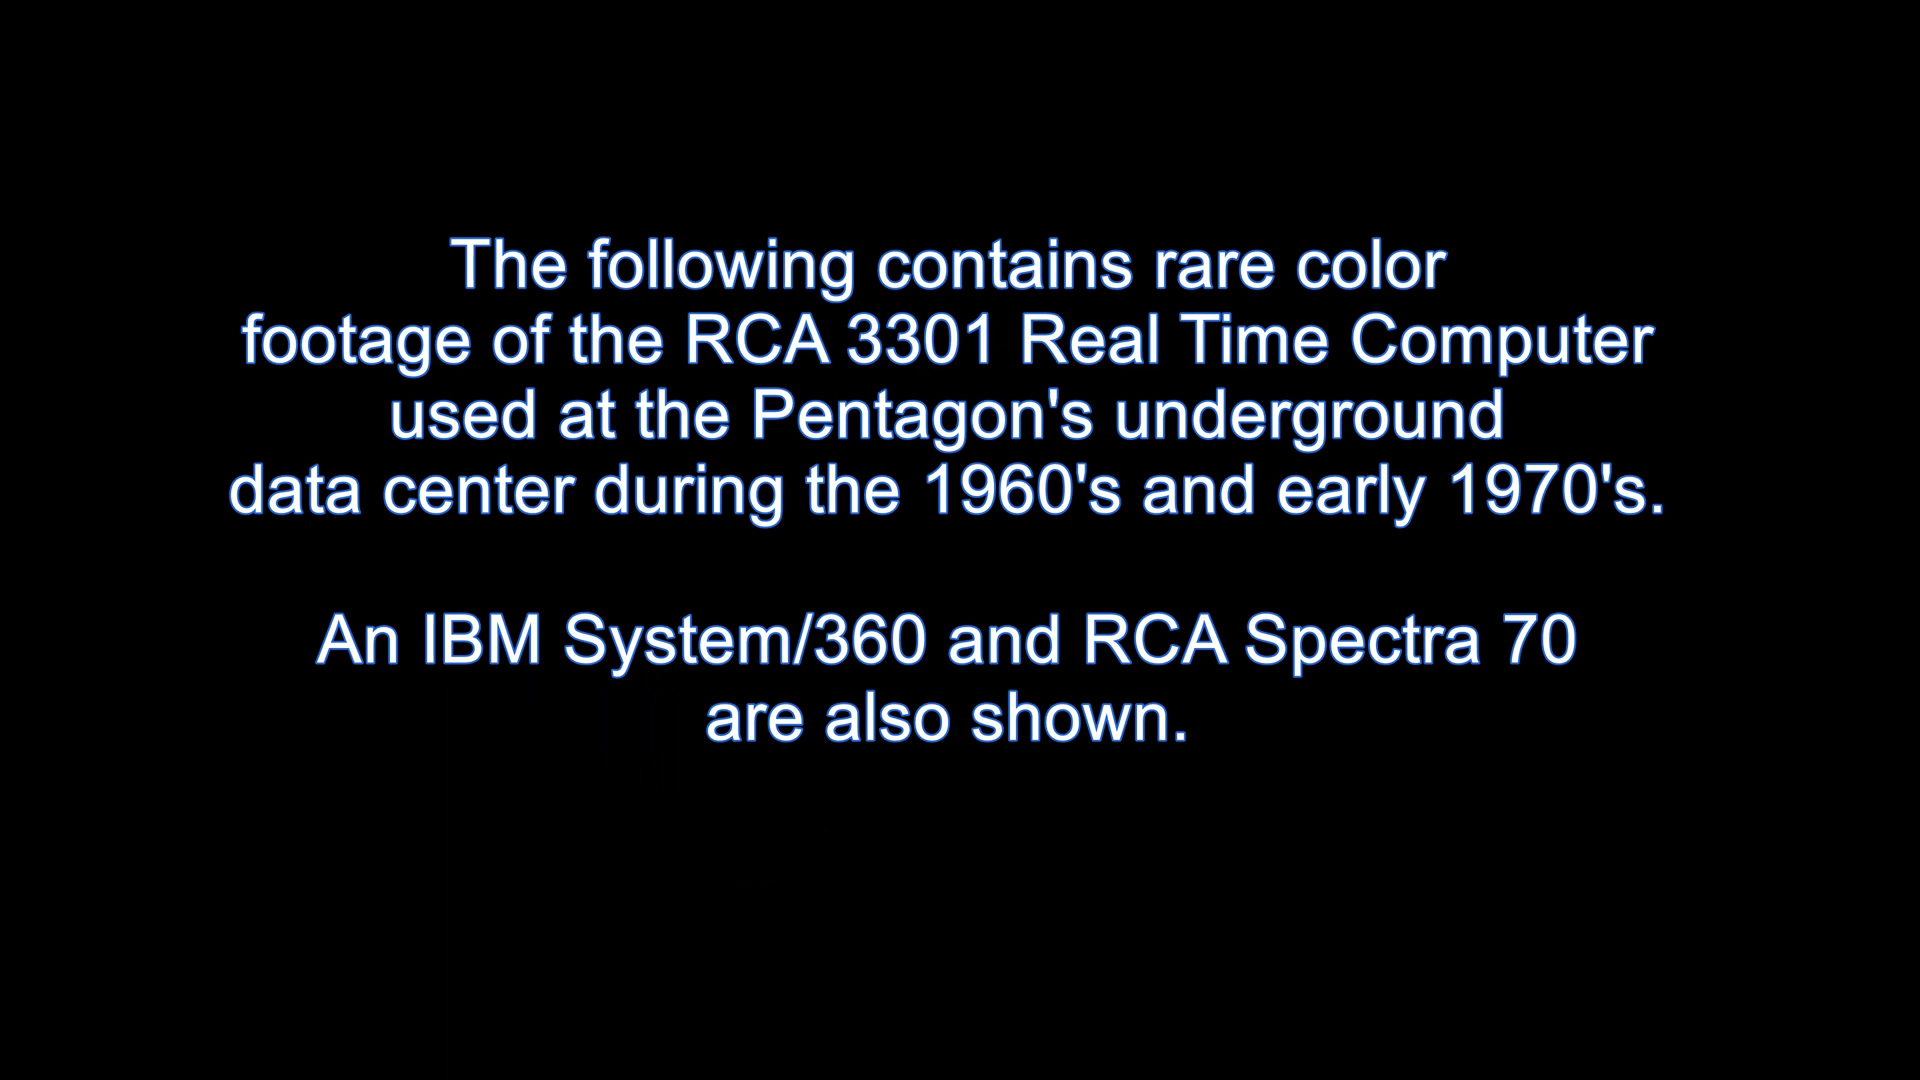 The following contains rare color
footage of the RCA 3301 Real Time Computer
used at the Pentagon's underground
data center during the 1960's and early 1970's.
An IBM System/360 and RCA Spectra 70
are also shown.